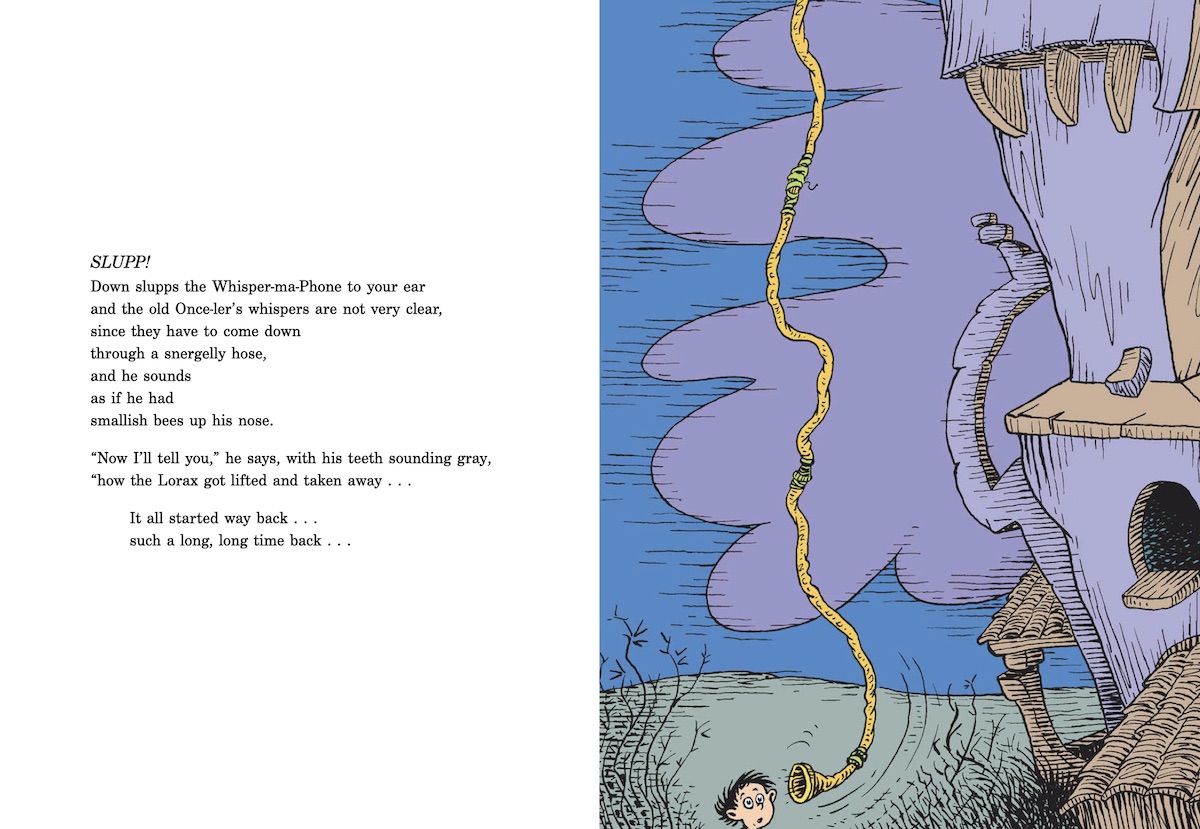 SLUPP!
Down slupps the Whisper-ma-Phone to your ear
and the old Once-ler’s whispers are not very clear,
since they have to come down
through a snergelly hose,
and he sounds
as if he had
smallish bees up his nose.
“Now I’ll tell you,” he says, with his teeth sounding gray,
“how the Lorax got lifted and taken away . . .
It all started way back . . .
such a long, long time back . . .